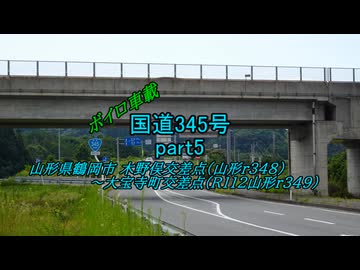 ボイロ車載
国道345号
part5
山形県鶴岡市 木野俣交差点(山形r348)
～大宝寺町交差点(R112山形r349)